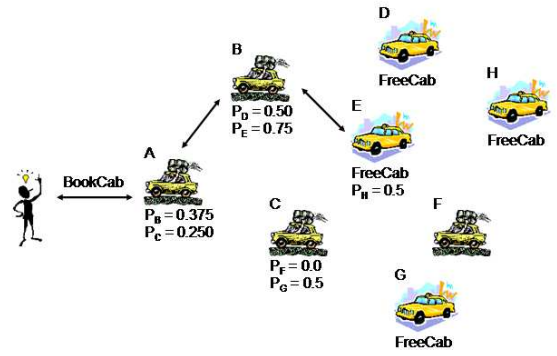 D
FreeCab
B
P_D = 0.50
P_E = 0.75
H
FreeCab
E
FreeCab
P_H = 0.5
A
BookCab
P_B = 0.375
P_C = 0.250
C
P_F = 0.0
P_G = 0.5
F
G
FreeCab